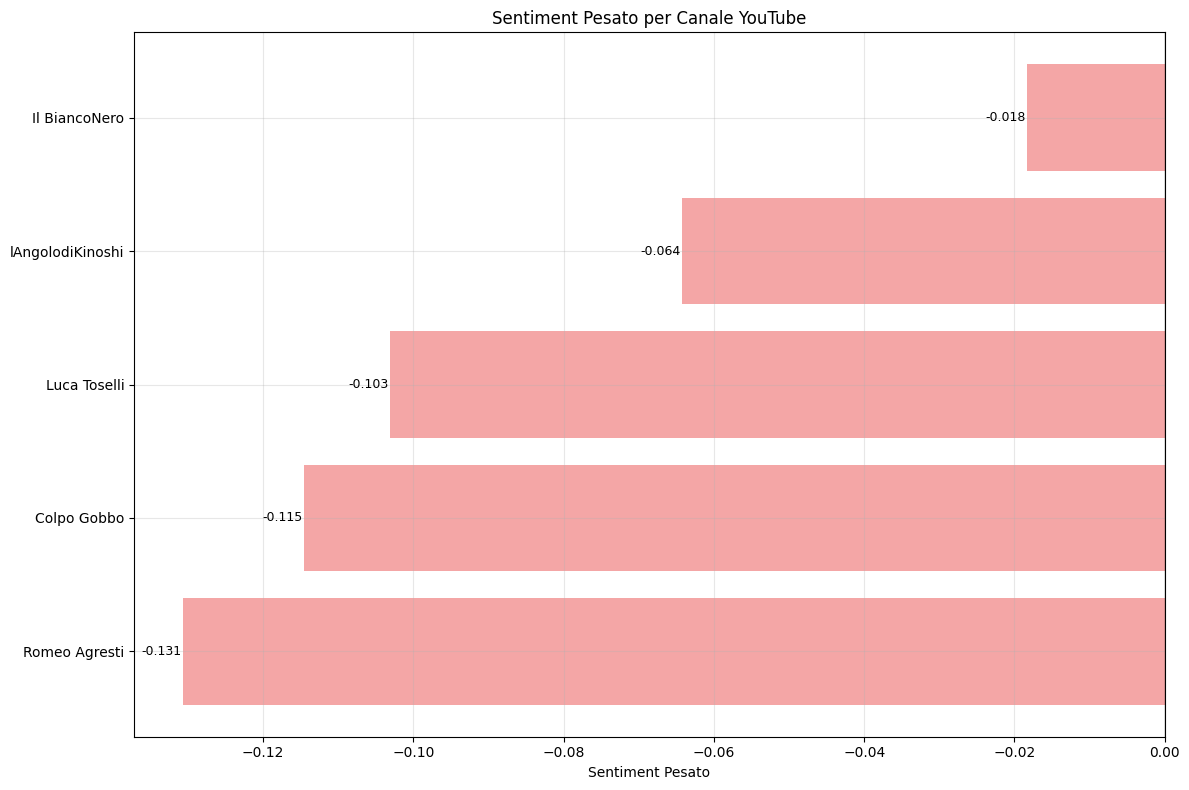 Sentiment Pesato per Canale YouTube
Il BiancoNero
-0.018
lAngolodiKinoshi
-0.064
Luca Toselli
-0.103
Colpo Gobbo
-0.115
Romeo Agresti
-0.131
−0.12 −0.10 −0.08 −0.06 −0.04 −0.02 0.00
Sentiment Pesato